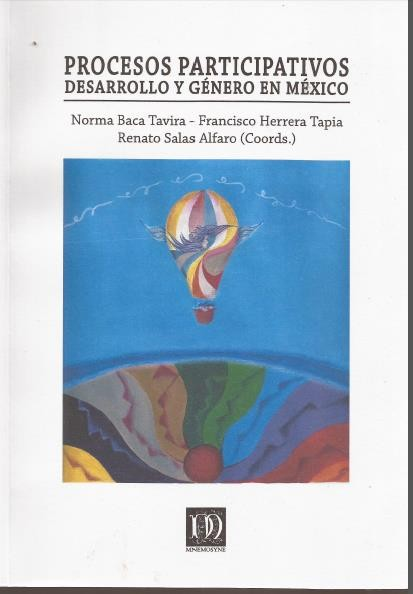 PROCESOS PARTICIPATIVOS
DESARROLLO Y GÉNERO EN MÉXICO
Norma Baca Tavira - Francisco Herrera Tapia
Renato Salas Alfaro (Coords.)
MNEMOSYNE